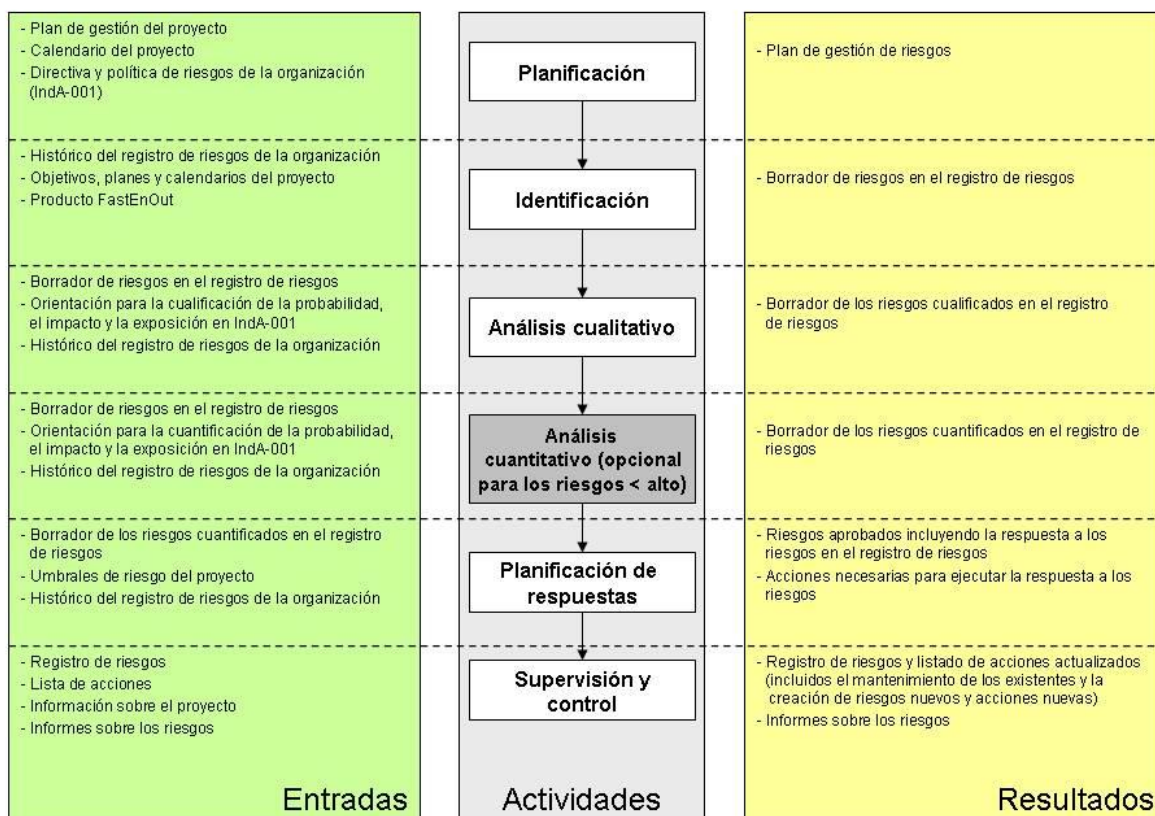 - Plan de gestión del proyecto
- Calendario del proyecto
- Directiva y política de riesgos de la organización
(IndA-001)
Planificación
- Plan de gestión de riesgos
- Histórico del registro de riesgos de la organización
- Objetivos, planes y calendarios del proyecto
- Producto FastEnOut
Identificación
- Borrador de riesgos en el registro de riesgos
- Borrador de riesgos en el registro de riesgos
- Orientación para la cualificación de la probabilidad,
el impacto y la exposición en IndA-001
- Histórico del registro de riesgos de la organización
Análisis cualitativo
- Borrador de los riesgos cualificados en el registro
de riesgos
- Borrador de riesgos en el registro de riesgos
- Orientación para la cuantificación de la probabilidad,
el impacto y la exposición en IndA-001
- Histórico del registro de riesgos de la organización
Análisis
cuantitativo (opcional
para los riesgos < alto)
- Borrador de los riesgos cuantificados en el registro de
riesgos
- Borrador de los riesgos cuantificados en el registro
de riesgos
- Umbrales de riesgo del proyecto
- Histórico del registro de riesgos de la organización
Planificación de
respuestas
- Riesgos aprobados incluyendo la respuesta a los
riesgos en el registro de riesgos
- Acciones necesarias para ejecutar la respuesta a los
riesgos
- Registro de riesgos
- Lista de acciones
- Información sobre el proyecto
- Informes sobre los riesgos
Supervisión y
control
- Registro de riesgos y listado de acciones actualizados
(incluidos el mantenimiento de los existentes y la
creación de riesgos nuevos y acciones nuevas)
- Informes sobre los riesgos
Entradas
Actividades
Resultados